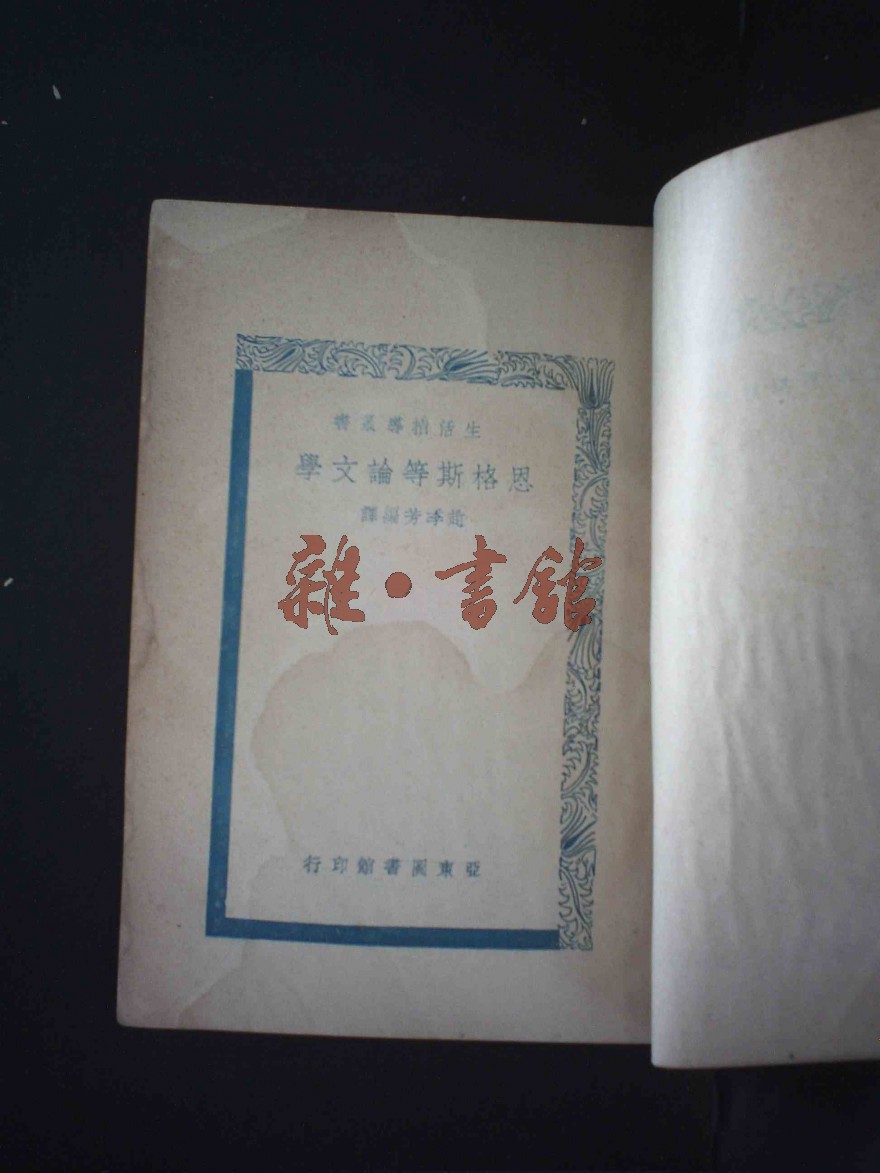 生活指導叢書
恩格斯等論文學
趙季芳編譯
雜·書館
亞東圖書館印行